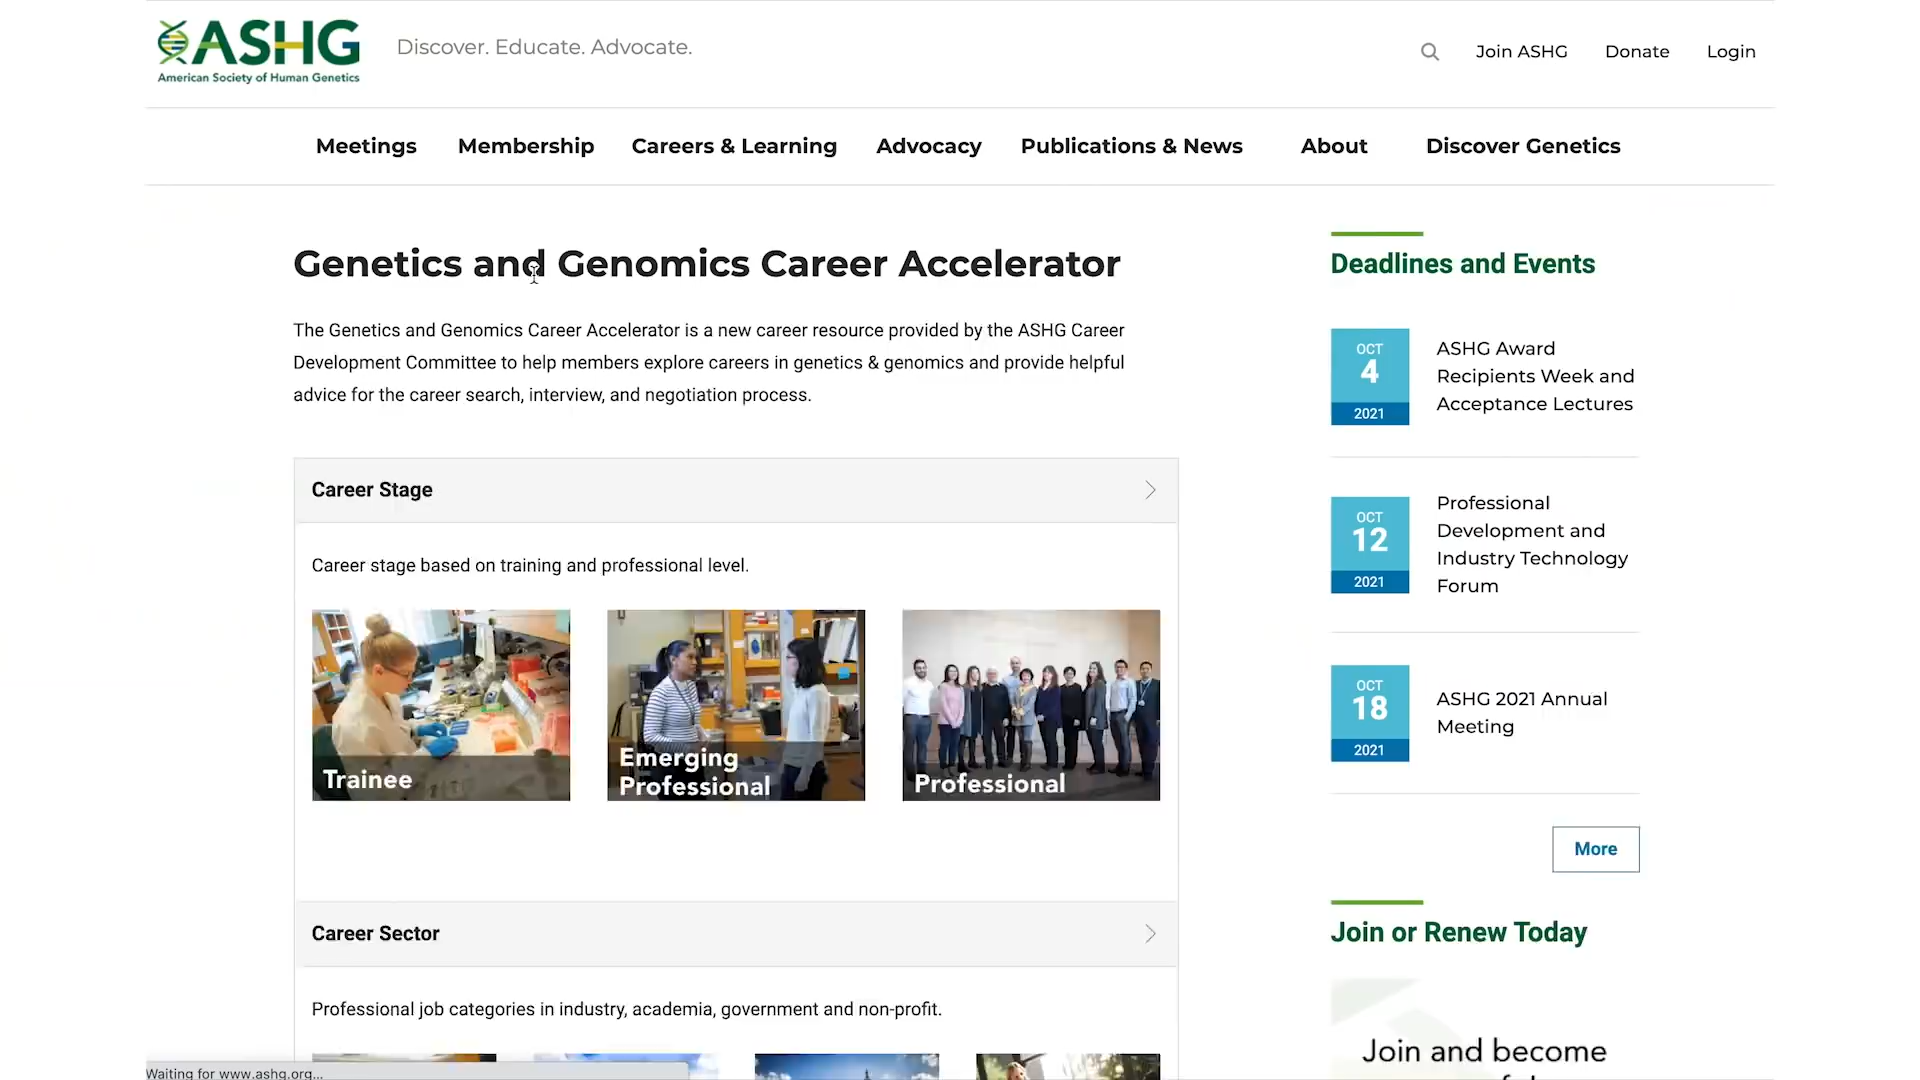 ASHG
American Society of Human Genetics
Discover. Educate. Advocate.
Join ASHG
Donate
Login
Meetings
Membership
Careers & Learning
Advocacy
Publications & News
About
Discover Genetics
Genetics and Genomics Career Accelerator
The Genetics and Genomics Career Accelerator is a new career resource provided by the ASHG Career
Development Committee to help members explore careers in genetics & genomics and provide helpful
advice for the career search, interview, and negotiation process.
Career Stage
Career stage based on training and professional level.
Trainee
Emerging
Professional
Professional
Career Sector
Professional job categories in industry, academia, government and non-profit.
Deadlines and Events
OCT
4
2021
ASHG Award
Recipients Week and
Acceptance Lectures
OCT
12
2021
Professional
Development and
Industry Technology
Forum
OCT
18
2021
ASHG 2021 Annual
Meeting
More
Join or Renew Today
Join and become
Waiting for www.ashg.org...